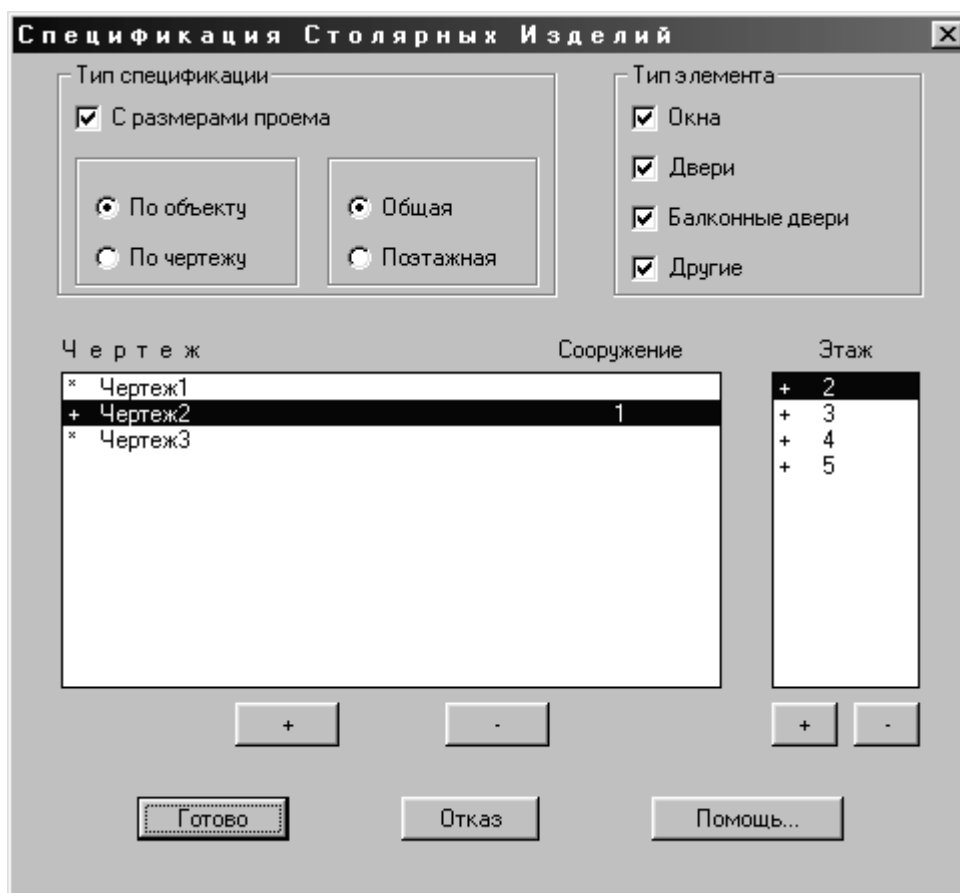 Спецификация Столярных Изделий
Тип спецификации
С размерами проема
По объекту
По чертежу
Общая
Поэтажная
Тип элемента
Окна
Двери
Балконные двери
Другие
Чертеж Сооружение Этаж
* Чертеж1
+ Чертеж2 1
* Чертеж3
+ 2
+ 3
+ 4
+ 5
+ - + -
Готово Отказ Помощь...